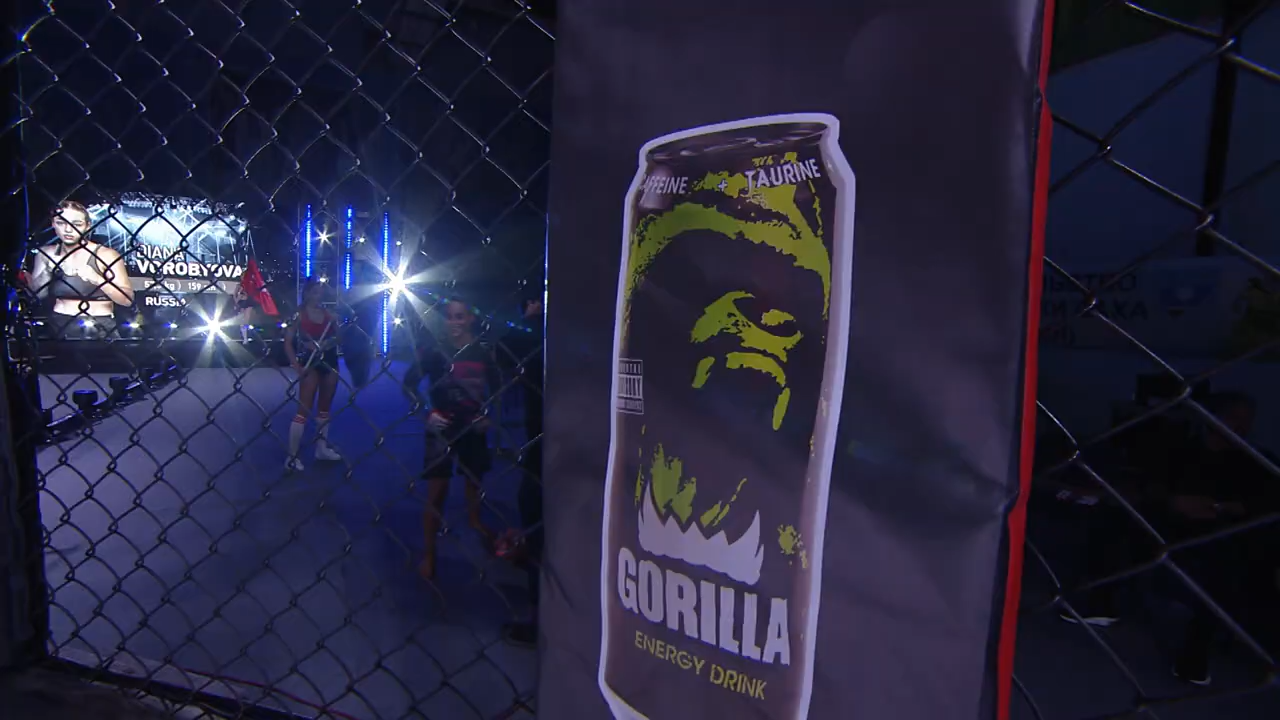 DIANA
VOROBYOVA
RUSSIA
CAFFEINE + TAURINE
GORILLA
ENERGY DRINK